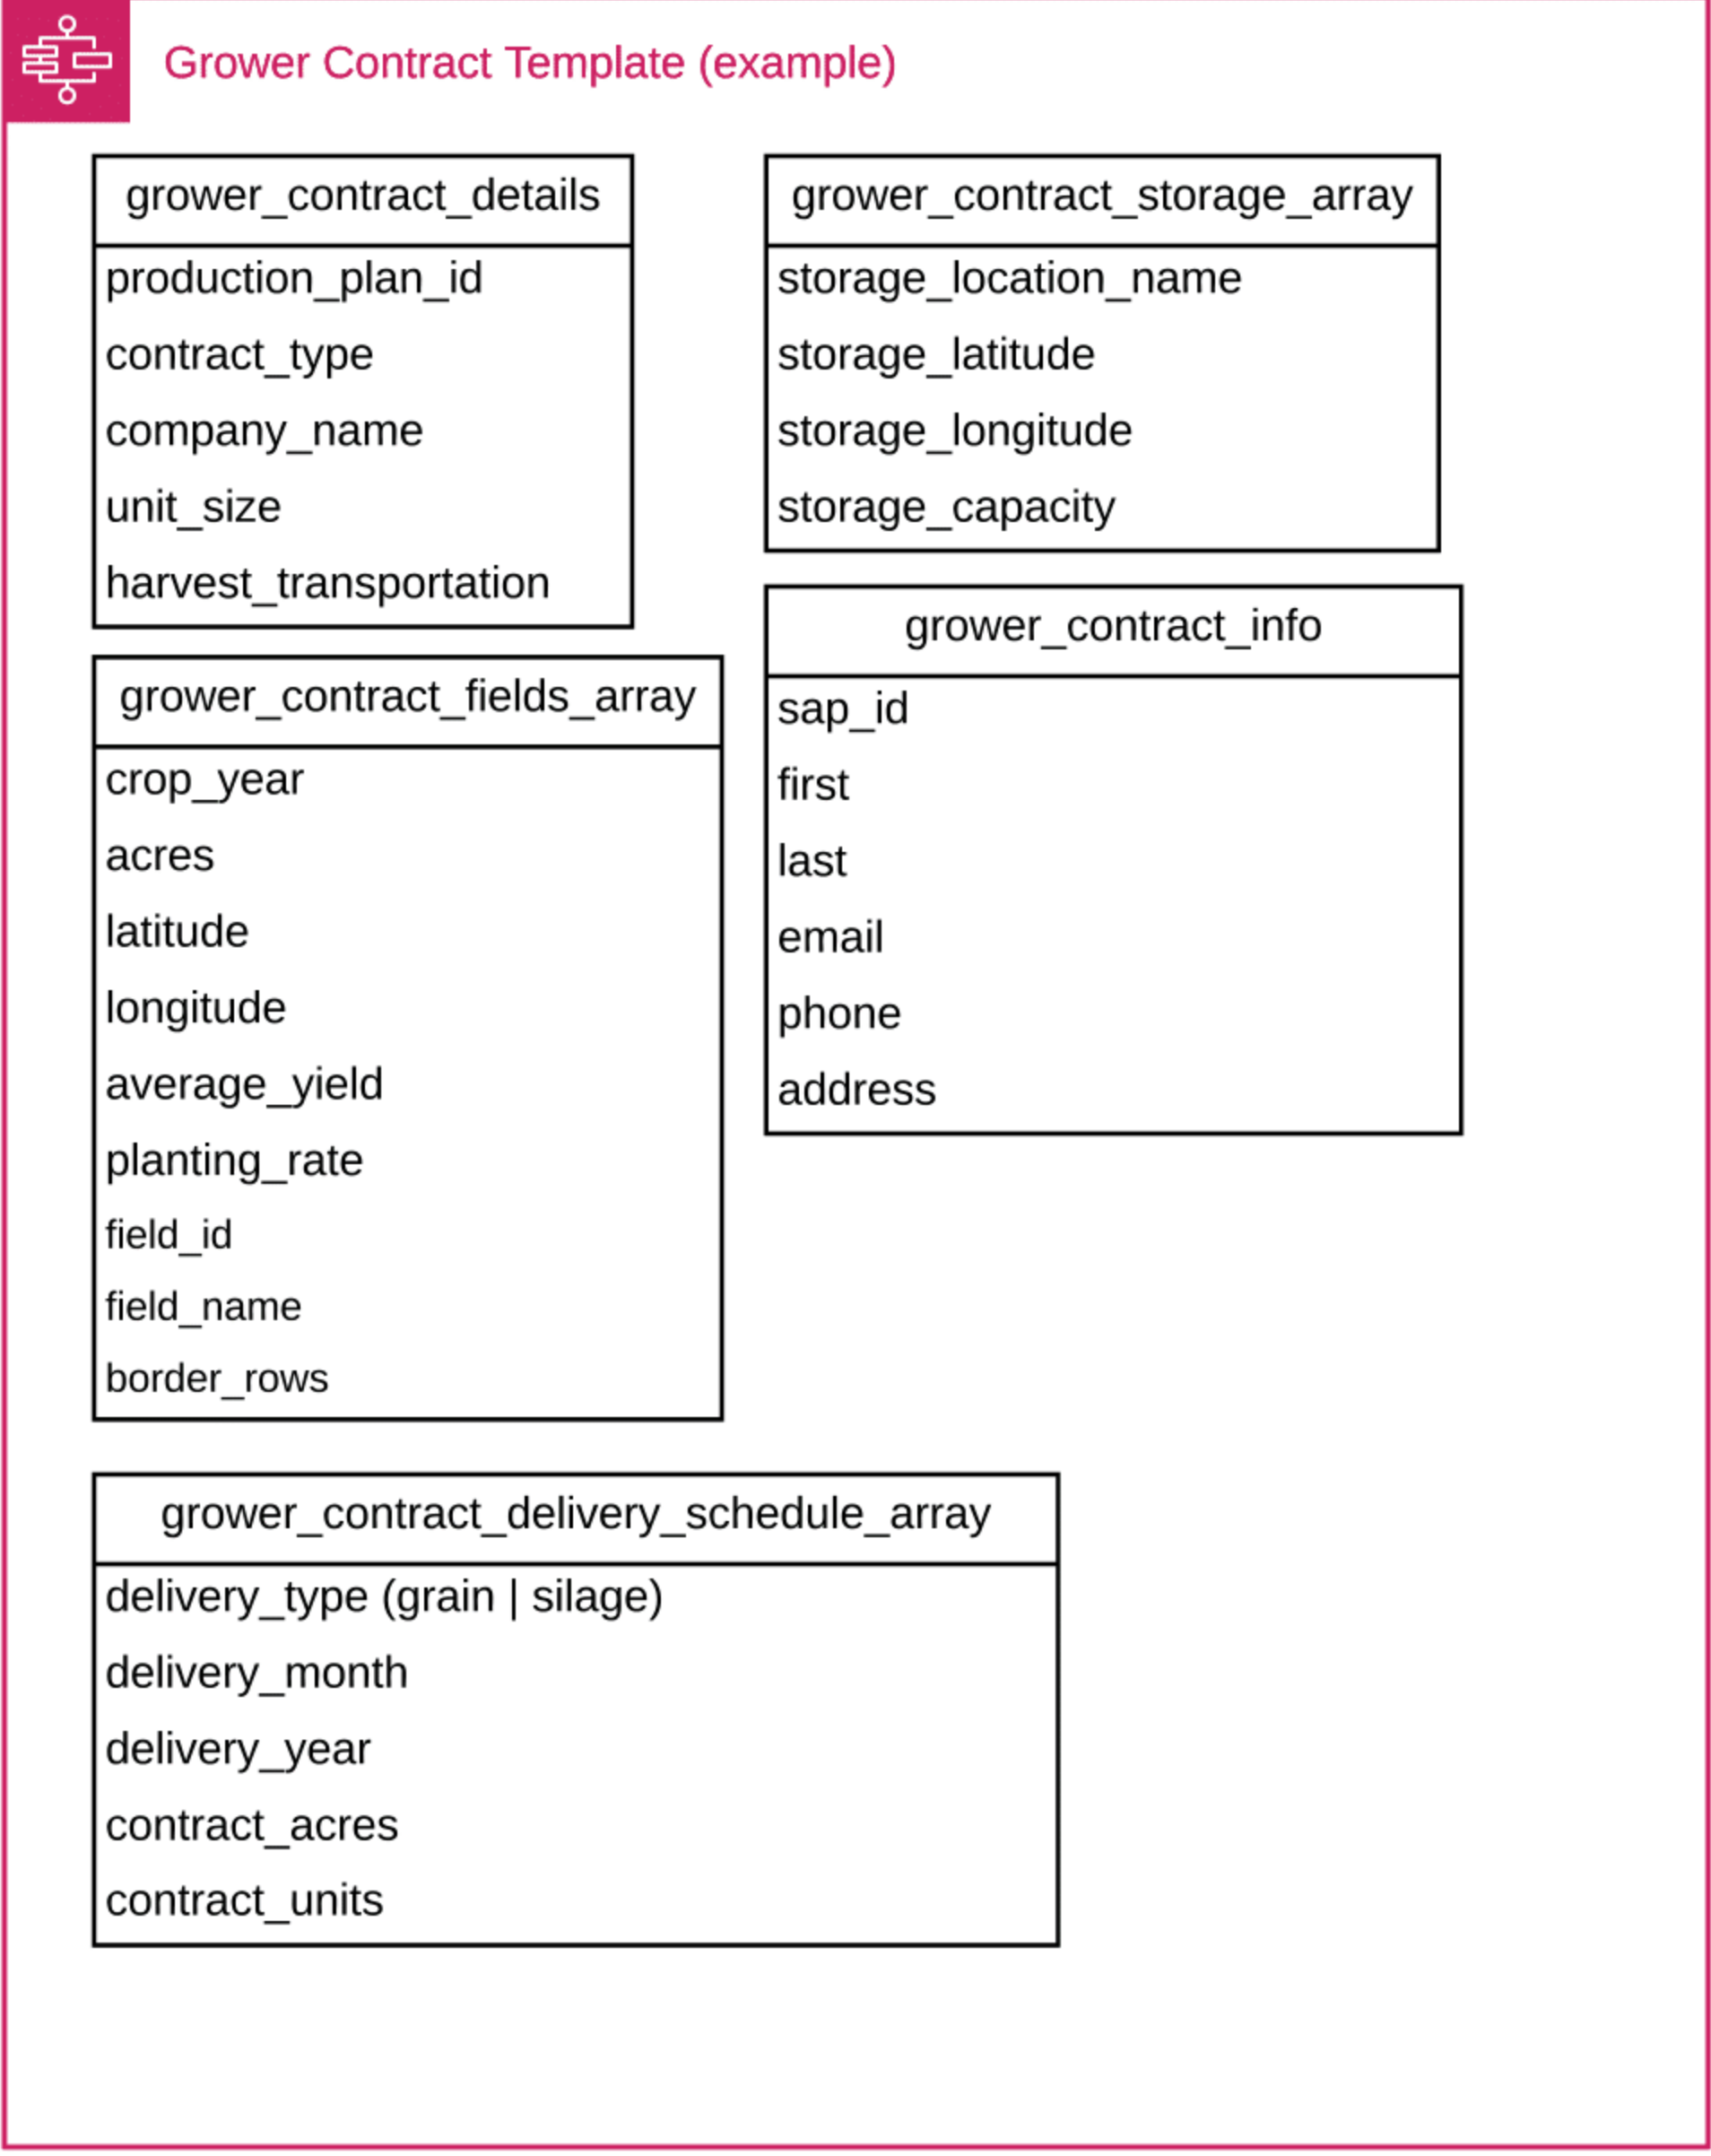 Grower Contract Template (example)
grower_contract_details
production_plan_id
contract_type
company_name
unit_size
harvest_transportation
grower_contract_storage_array
storage_location_name
storage_latitude
storage_longitude
storage_capacity
grower_contract_fields_array
crop_year
acres
latitude
longitude
average_yield
planting_rate
field_id
field_name
border_rows
grower_contract_info
sap_id
first
last
email
phone
address
grower_contract_delivery_schedule_array
delivery_type (grain | silage)
delivery_month
delivery_year
contract_acres
contract_units